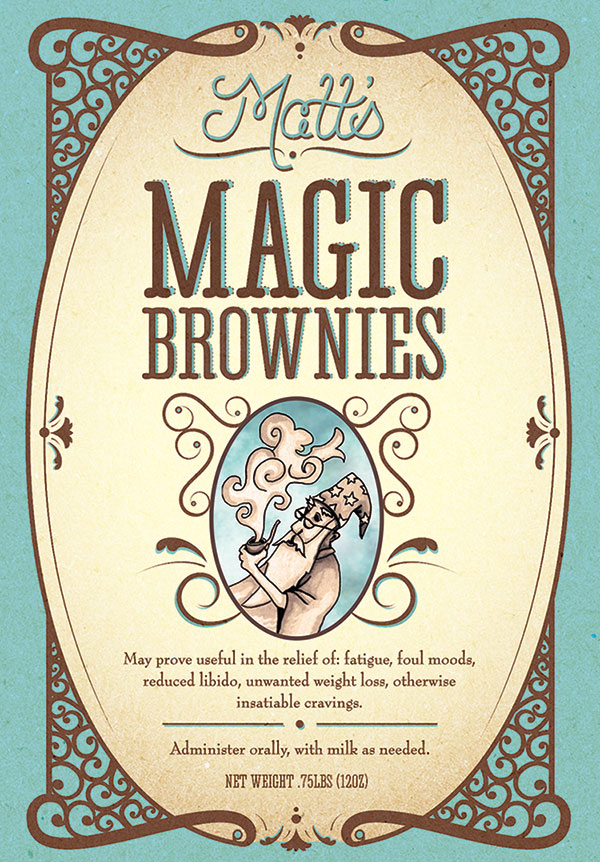 Matt's
MAGIC
BROWNIES
May prove useful in the relief of: fatigue, foul moods,
reduced libido, unwanted weight loss, otherwise
insatiable cravings.
Administer orally, with milk as needed.
NET WEIGHT .75LBS (12OZ)